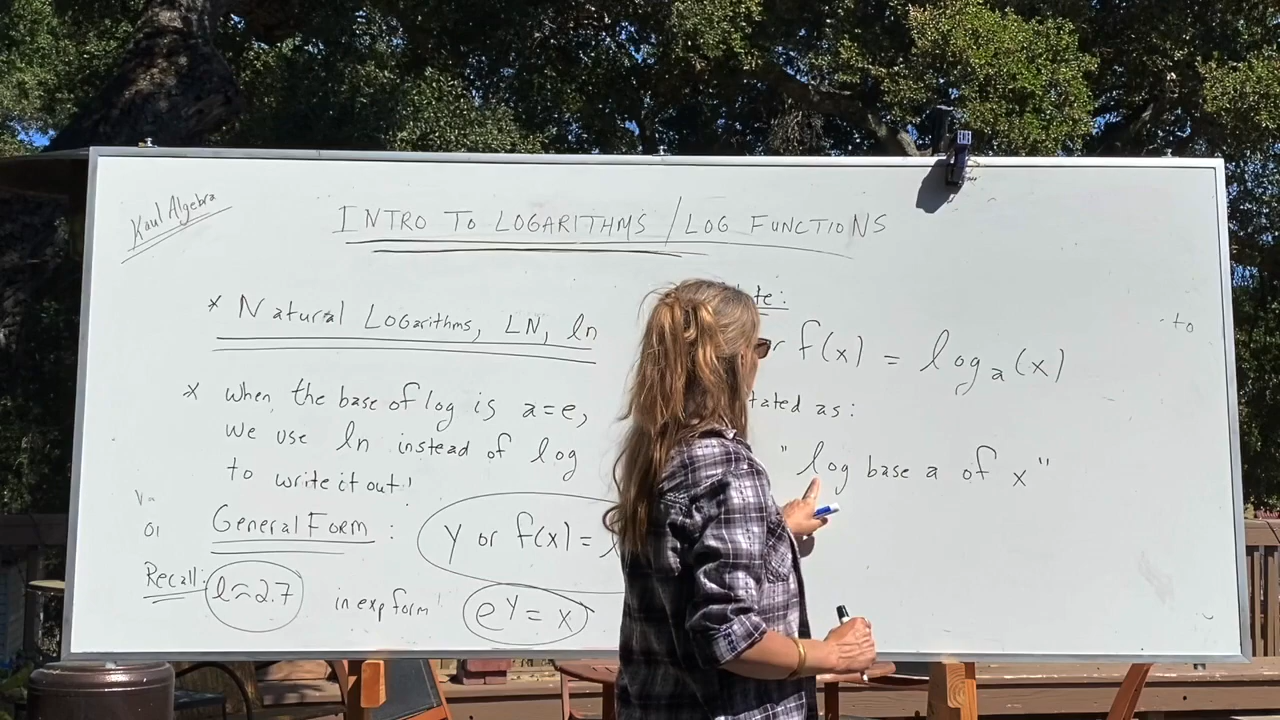 Kaul Algebra
INTRO TO LOGARITHMS / LOG FUNCTIONS
* Natural Logarithms, LN, ln
* when the base of log is a=e,
we use ln instead of log
to write it out!
General Form :
y or f(x) =
Recall: e≈2.7
in exp form!
e^y = x
f(x) = log_a(x)
to
as:
"log base a of x"